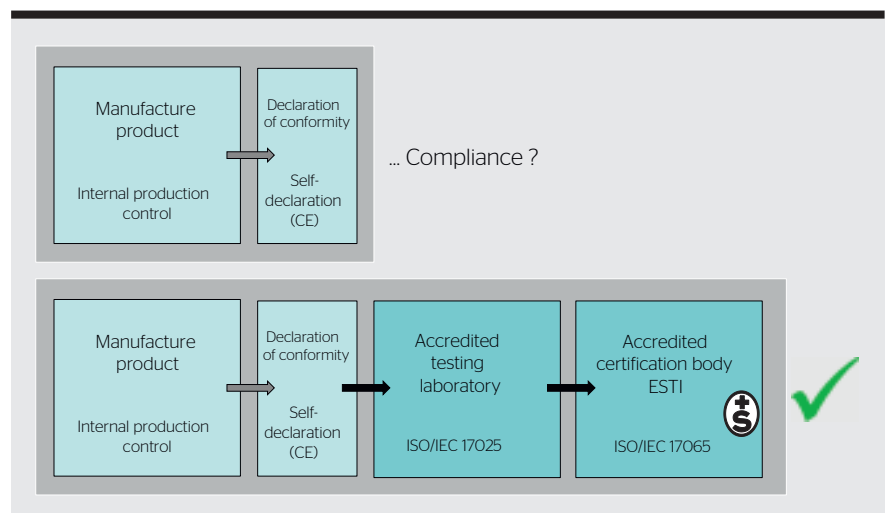 Manufacture
product
Internal production
control
Declaration
of conformity
Self-
declaration
(CE)
... Compliance ?
Manufacture
product
Internal production
control
Declaration
of conformity
Self-
declaration
(CE)
Accredited
testing
laboratory
ISO/IEC 17025
Accredited
certification body
ESTI
+
S
ISO/IEC 17065